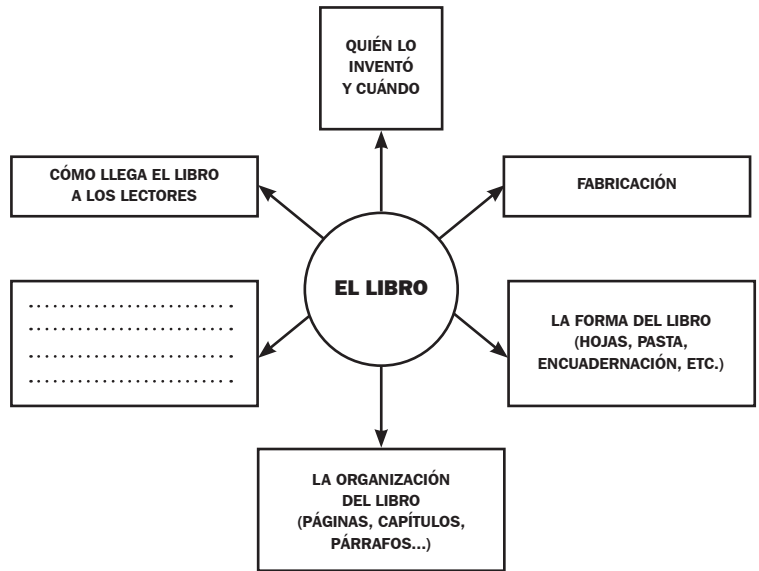 QUIÉN LO
INVENTÓ
Y CUÁNDO
CÓMO LLEGA EL LIBRO
A LOS LECTORES
FABRICACIÓN
EL LIBRO
LA FORMA DEL LIBRO
(HOJAS, PASTA,
ENCUADERNACIÓN, ETC.)
LA ORGANIZACIÓN
DEL LIBRO
(PÁGINAS, CAPÍTULOS,
PÁRRAFOS...)